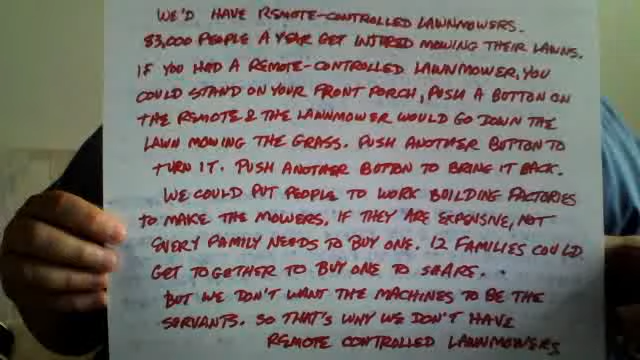 WE'D HAVE REMOTE-CONTROLLED LAWNMOWERS.
83,000 PEOPLE A YEAR GET INJURED MOWING THEIR LAWNS.
IF YOU HAD A REMOTE-CONTROLLED LAWNMOWER, YOU
COULD STAND ON YOUR FRONT PORCH, PUSH A BUTTON ON
THE REMOTE & THE LAWNMOWER WOULD GO DOWN THE
LAWN MOWING THE GRASS. PUSH ANOTHER BUTTON TO
TURN IT. PUSH ANOTHER BUTTON TO BRING IT BACK.
WE COULD PUT PEOPLE TO WORK BUILDING FACTORIES
TO MAKE THE MOWERS. IF THEY ARE EXPENSIVE, NOT
EVERY FAMILY NEEDS TO BUY ONE. 12 FAMILIES COULD
GET TOGETHER TO BUY ONE TO SHARE.
BUT WE DON'T WANT THE MACHINES TO BE THE
SERVANTS. SO THAT'S WHY WE DON'T HAVE
REMOTE CONTROLLED LAWNMOWERS